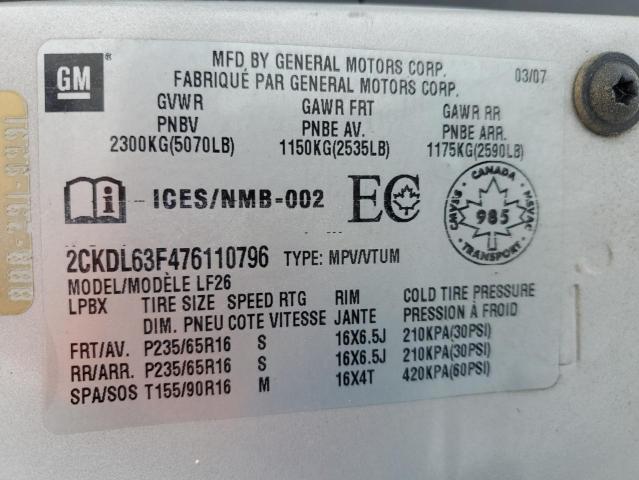 GM
MFD BY GENERAL MOTORS CORP.
FABRIQUÉ PAR GENERAL MOTORS CORP.
03/07
GVWR GAWR FRT GAWR RR
PNBV PNBE AV. PNBE ARR.
2300KG(5070LB) 1150KG(2535LB) 1175KG(2590LB)
i ICES/NMB-002 EC
CANADA
CMVSS 985 NSVAC
TRANSPORT
2CKDL63F476110796 TYPE: MPV/VTUM
MODEL/MODÈLE LF26
LPBX TIRE SIZE SPEED RTG RIM COLD TIRE PRESSURE
DIM. PNEU COTE VITESSE JANTE PRESSION À FROID
FRT/AV. P235/65R16 S 16X6.5J 210KPA(30PSI)
RR/ARR. P235/65R16 S 16X6.5J 210KPA(30PSI)
SPA/SOS T155/90R16 M 16X4T 420KPA(60PSI)